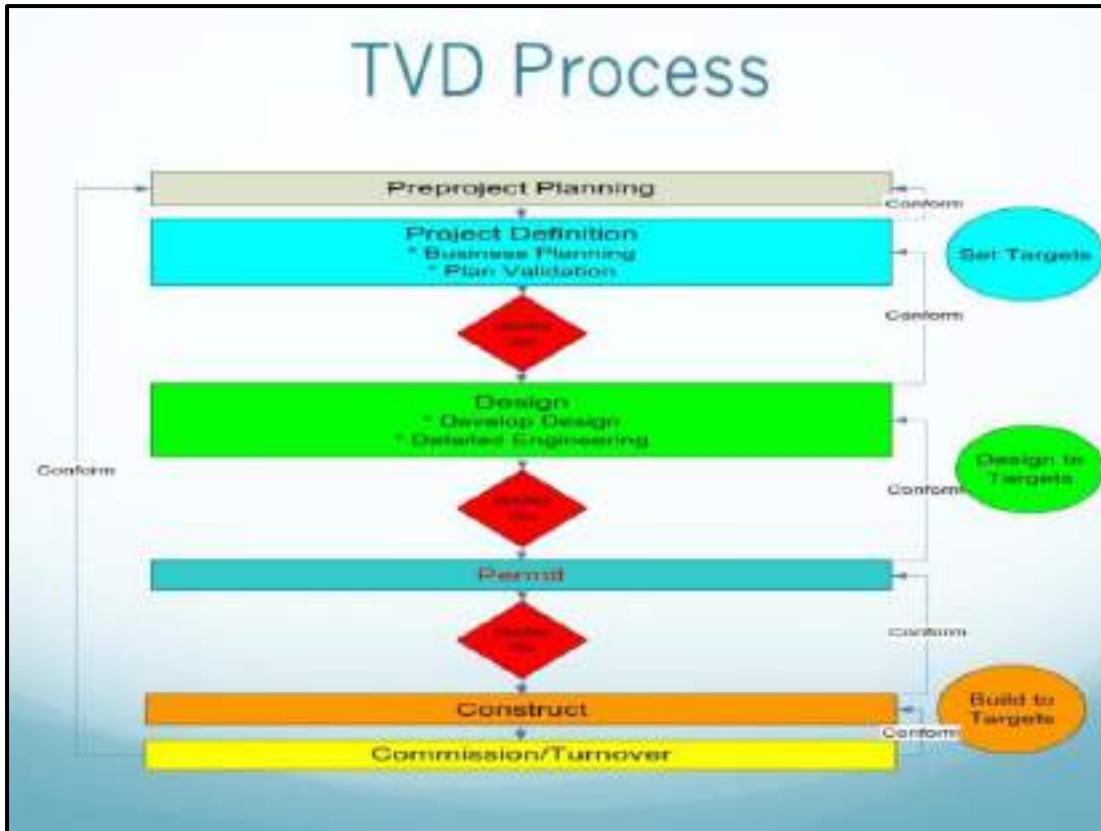 TVD Process
Preproject Planning
Conform
Project Definition
* Business Planning
* Plan Validation
Set Targets
Conform
Design
* Develop Design
* Detailed Engineering
Conform
Design to
Targets
Conform
Permit
Conform
Construct
Build to
Targets
Conform
Commission/Turnover